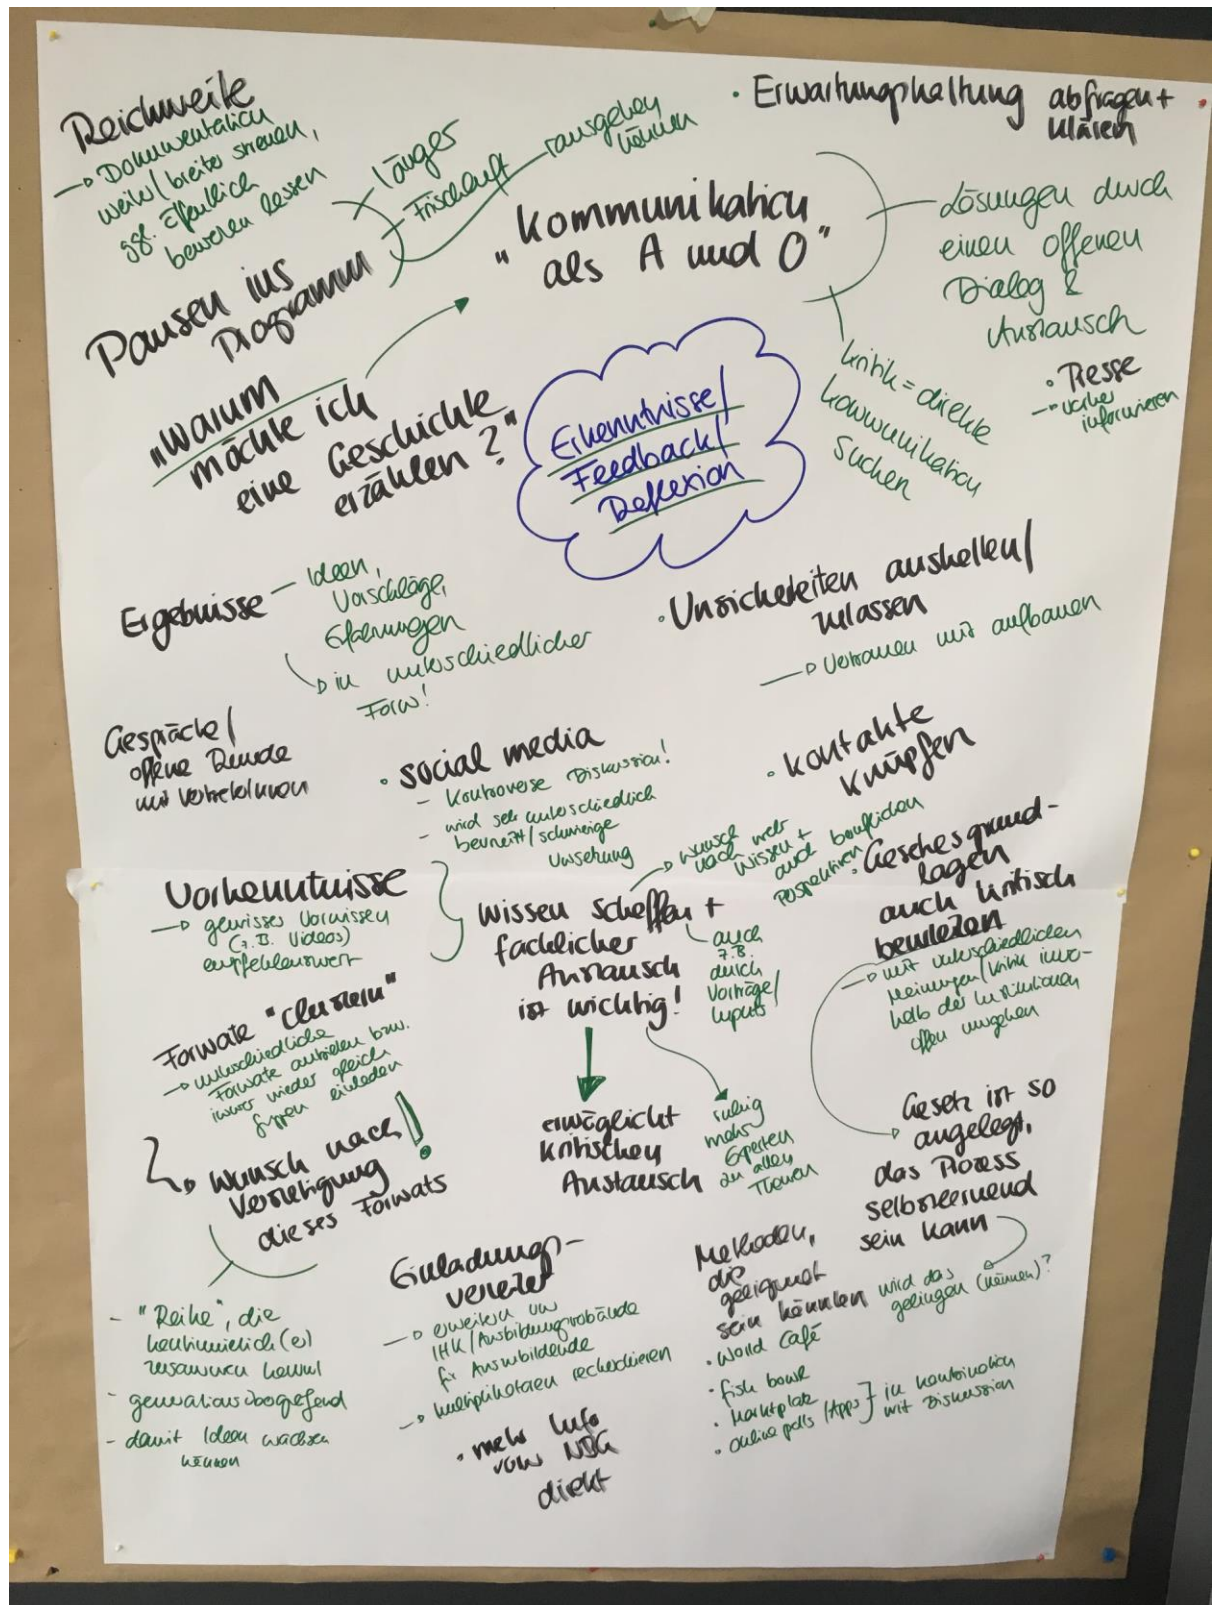 Reichweite
→ Dokumentation
weiter/breiter streuen,
ggf. öffentlich
bewerben lassen
Pausen ins
Programm
länger
Frischluft
rausgehen
können
"Kommunikation
als A und O"
· Erwartungshaltung abfragen +
klären
Lösungen durch
einen offenen
Dialog &
Austausch
Kritik = direkte
Kommunikation
suchen
· Presse
→ vorher
informieren
"Warum
möchte ich
eine Geschichte
erzählen?"
Erkenntnisse/
Feedback/
Reflexion
Ergebnisse
Ideen,
Vorschläge,
Erfahrungen
→ in unterschiedlicher
Form!
· Unsicherheiten aushalten/
zulassen
→ Vertrauen mit aufbauen
Gespräche/
offene Runde
mit VertreterInnen
· social media
- Kontroverse Diskussion!
- wird sehr unterschiedlich
bewertet/schwierige
Umsetzung
· Kontakte
knüpfen
Vorkenntnisse
→ gewisses Vorwissen
(z.B. Videos)
empfehlenswert
Wissen schaffen +
fachlicher
Austausch
ist wichtig!
→ Wunsch
nach mehr
Wissen +
auch beruflichen
Perspektiven
auch
z.B.
durch
Vorträge/
Inputs
· Gesetzesgrund-
lagen
auch kritisch
beurteilen
→ mit unterschiedlichen
Meinungen/Kritik inner-
halb der Institutionen
offen umgehen
Formate "clustern"
→ unterschiedliche
Formate anbieten bzw.
immer wieder gleich
Gruppen einladen
→ Wunsch nach
Verstetigung
dieses Formats!
ermöglicht
kritischen
Austausch
ruhig
mehr
Experten
zu allen
Themen
Gesetz ist so
angelegt,
das Prozess
selbstlernend
sein kann
wird das
gelingen (können)?
- "Reihe", die
kontinuierlich(er)
zusammen kommt
- generationsübergreifend
- damit Ideen wachsen
können
Einladungs-
verteiler
→ erweitern um
IHK/Ausbildungsverbände
für Auszubildende
→ Multiplikatoren recherchieren
· mehr Info
vom NBG
direkt
Methoden,
die
geeignet
sein könnten
· World Café
· fish bowl
· Marktplatz
· Online polls/Apps } in Kombination
mit Diskussion